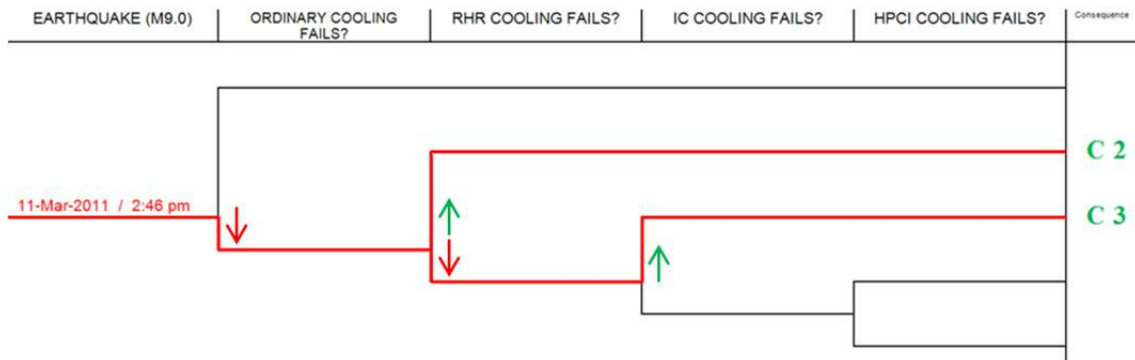 EARTHQUAKE (M9.0)
ORDINARY COOLING
FAILS?
RHR COOLING FAILS?
IC COOLING FAILS?
HPCI COOLING FAILS?
Consequence
C 2
11-Mar-2011 / 2:46 pm
C 3